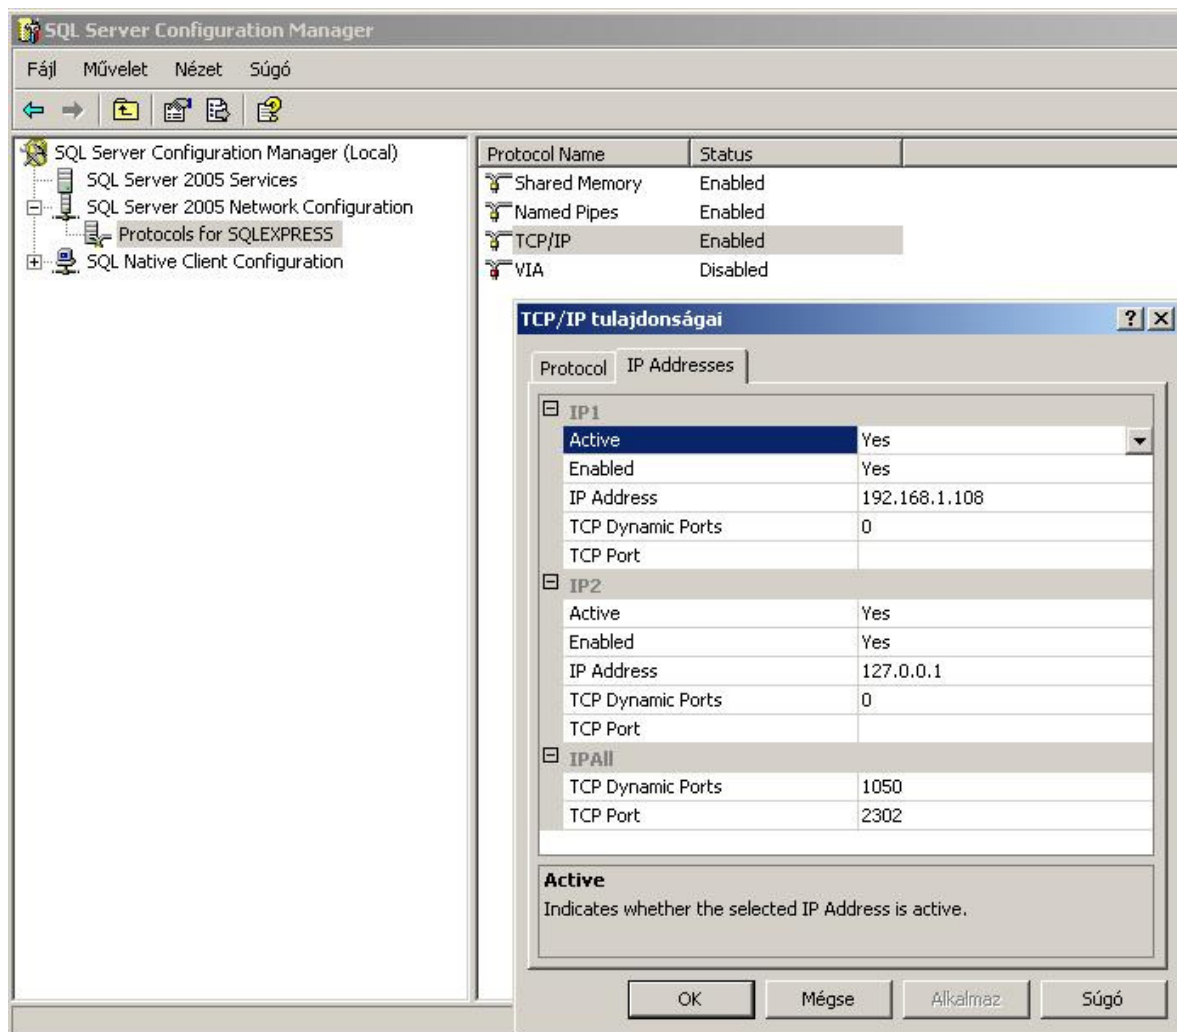 SQL Server Configuration Manager
Fájl Művelet Nézet Súgó
SQL Server Configuration Manager (Local)
SQL Server 2005 Services
SQL Server 2005 Network Configuration
Protocols for SQLEXPRESS
SQL Native Client Configuration
Protocol Name Status
Shared Memory Enabled
Named Pipes Enabled
TCP/IP Enabled
VIA Disabled
TCP/IP tulajdonságai
Protocol IP Addresses
IP1
Active Yes
Enabled Yes
IP Address 192.168.1.108
TCP Dynamic Ports 0
TCP Port
IP2
Active Yes
Enabled Yes
IP Address 127.0.0.1
TCP Dynamic Ports 0
TCP Port
IPAll
TCP Dynamic Ports 1050
TCP Port 2302
Active
Indicates whether the selected IP Address is active.
OK Mégse Alkalmaz Súgó